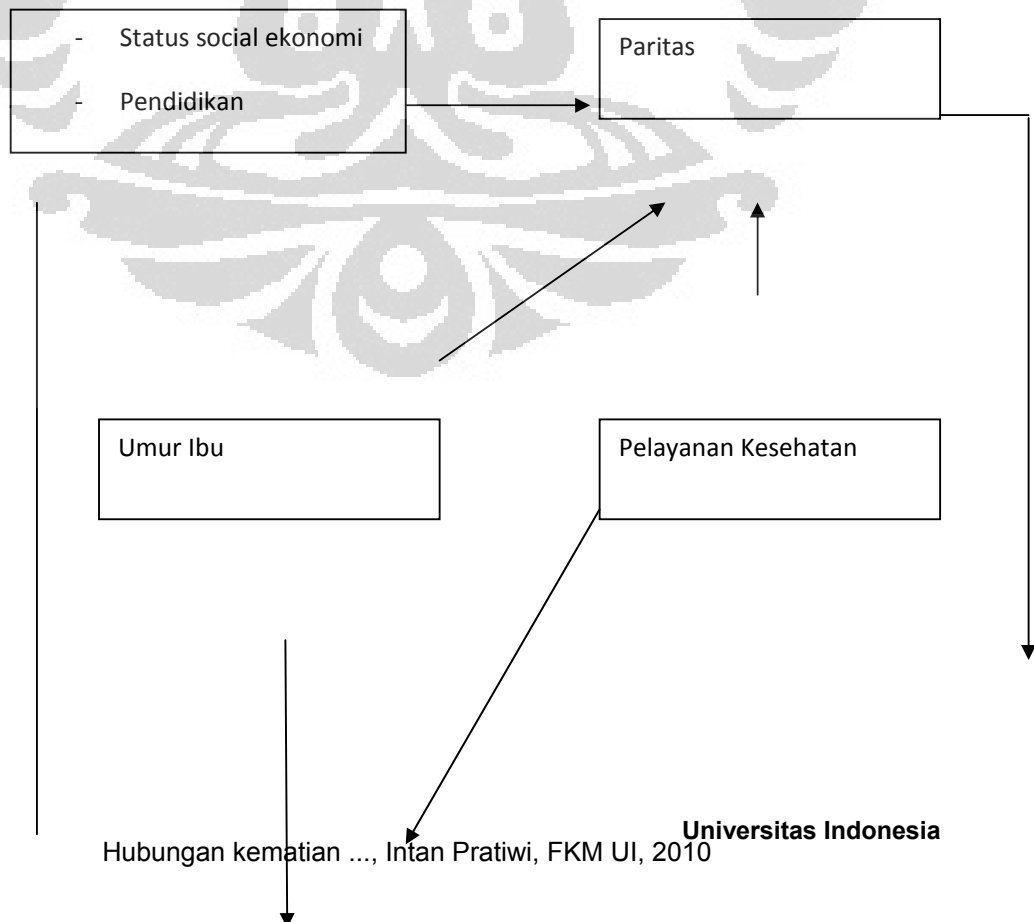 - Status social ekonomi
- Pendidikan
Paritas
Umur Ibu
Pelayanan Kesehatan
Universitas Indonesia
Hubungan kematian ..., Intan Pratiwi, FKM UI, 2010